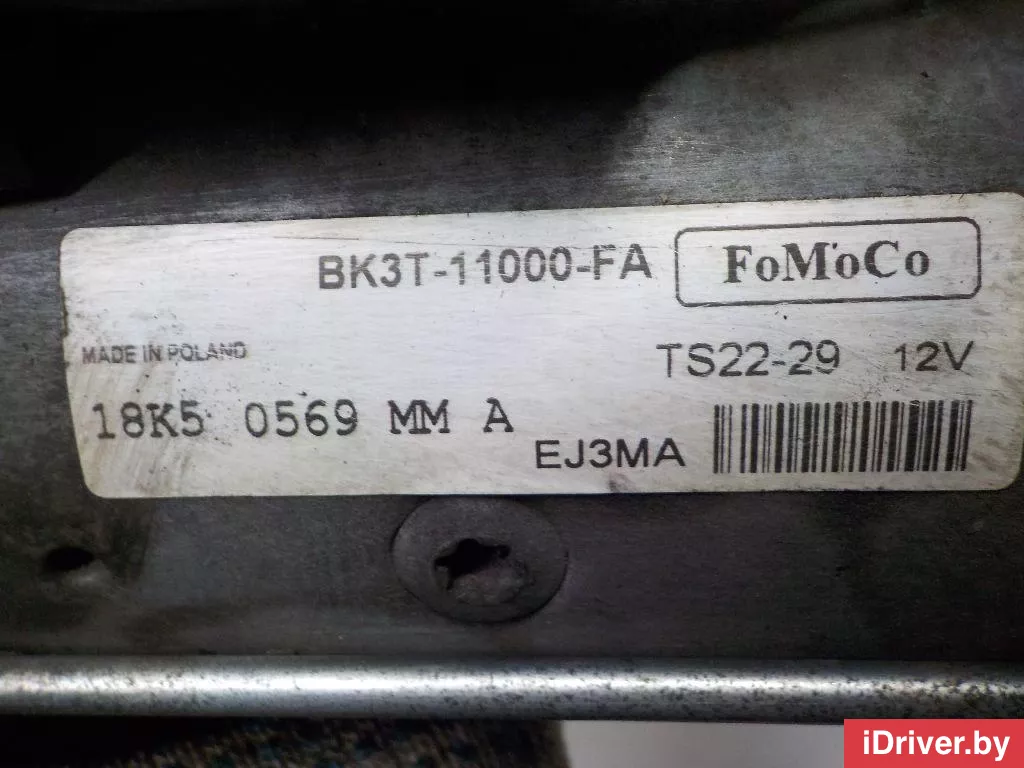 BK3T-11000-FA FoMoCo
MADE IN POLAND
TS22-29 12V
18K5 0569 MM A
EJ3MA
iDriver.by